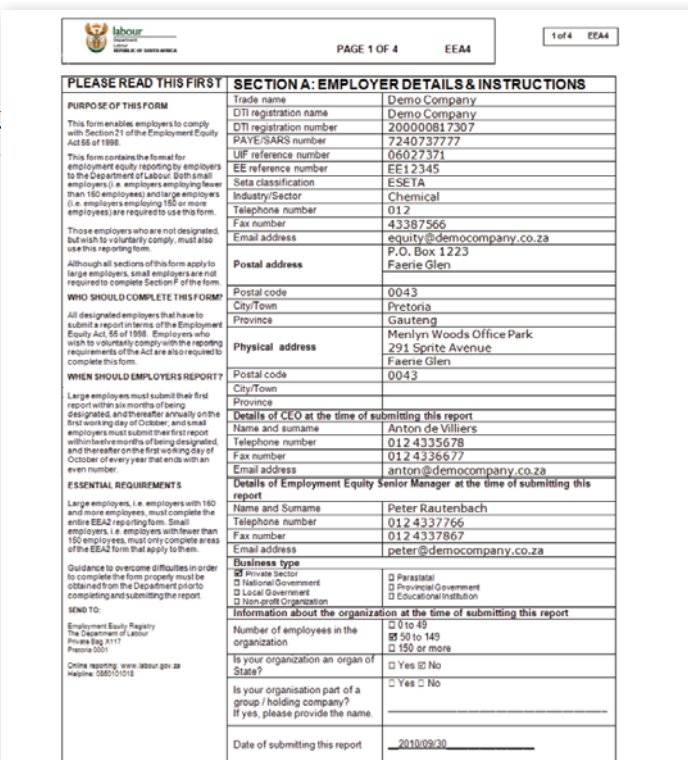 labour
Department:
Labour
REPUBLIC OF SOUTH AFRICA
PAGE 1 OF 4 EEA4
1 of 4 EEA4
PLEASE READ THIS FIRST
PURPOSE OF THIS FORM
This form enables employers to comply
with Section 21 of the Employment Equity
Act 55 of 1998.
This form contains the format for
employment equity reporting by employers
to the Department of Labour. Both small
employers (i.e. employers employing fewer
than 150 employees) and large employers
(i.e. employers employing 150 or more
employees) are required to use this form.
Those employers who are not designated,
but wish to voluntarily comply, must also
use this reporting form.
Although all sections of this form apply to
large employers, small employers are not
required to complete Section F of the form.
WHO SHOULD COMPLETE THIS FORM?
All designated employers that have to
submit a report in terms of the Employment
Equity Act, 55 of 1998. Employers who
wish to voluntarily comply with the reporting
requirements of the Act are also required to
complete this form.
WHEN SHOULD EMPLOYERS REPORT?
Large employers must submit their first
report within six months of being
designated, and thereafter annually on the
first working day of October; and small
employers must submit their first report
within twelve months of being designated,
and thereafter on the first working day of
October of every year that ends with an
even number.
ESSENTIAL REQUIREMENTS
Large employers, i.e. employers with 150
and more employees, must complete the
entire EEA2 reporting form. Small
employers, i.e. employers with fewer than
150 employees, must only complete areas
of the EEA2 form that apply to them.
Guidance to overcome difficulties in order
to complete the form properly must be
obtained from the Department prior to
completing and submitting the report.
SEND TO:
Employment Equity Registry
The Department of Labour
Private Bag X117
Pretoria 0001
Online reporting: www.labour.gov.za
Helpline: 0860101018
SECTION A: EMPLOYER DETAILS & INSTRUCTIONS
Trade name Demo Company
DTI registration name Demo Company
DTI registration number 200000817307
PAYE/SARS number 7240737777
UIF reference number 06027371
EE reference number EE12345
Seta classification ESETA
Industry/Sector Chemical
Telephone number 012
Fax number 43387566
Email address equity@democompany.co.za
Postal address P.O. Box 1223
Faerie Glen
Postal code 0043
City/Town Pretoria
Province Gauteng
Physical address Menlyn Woods Office Park
291 Sprite Avenue
Faerie Glen
Postal code 0043
City/Town
Province
Details of CEO at the time of submitting this report
Name and surname Anton de Villiers
Telephone number 012 4335678
Fax number 012 4336677
Email address anton@democompany.co.za
Details of Employment Equity Senior Manager at the time of submitting this
report
Name and Surname Peter Rautenbach
Telephone number 012 4337766
Fax number 012 4337867
Email address peter@democompany.co.za
Business type
☑ Private Sector
☐ National Government
☐ Local Government
☐ Non-profit Organization
☐ Parastatal
☐ Provincial Government
☐ Educational Institution
Information about the organization at the time of submitting this report
Number of employees in the
organization
☐ 0 to 49
☑ 50 to 149
☐ 150 or more
Is your organization an organ of
State?
☐ Yes ☑ No
Is your organisation part of a
group / holding company?
If yes, please provide the name.
☐ Yes ☐ No
Date of submitting this report 2010/09/30